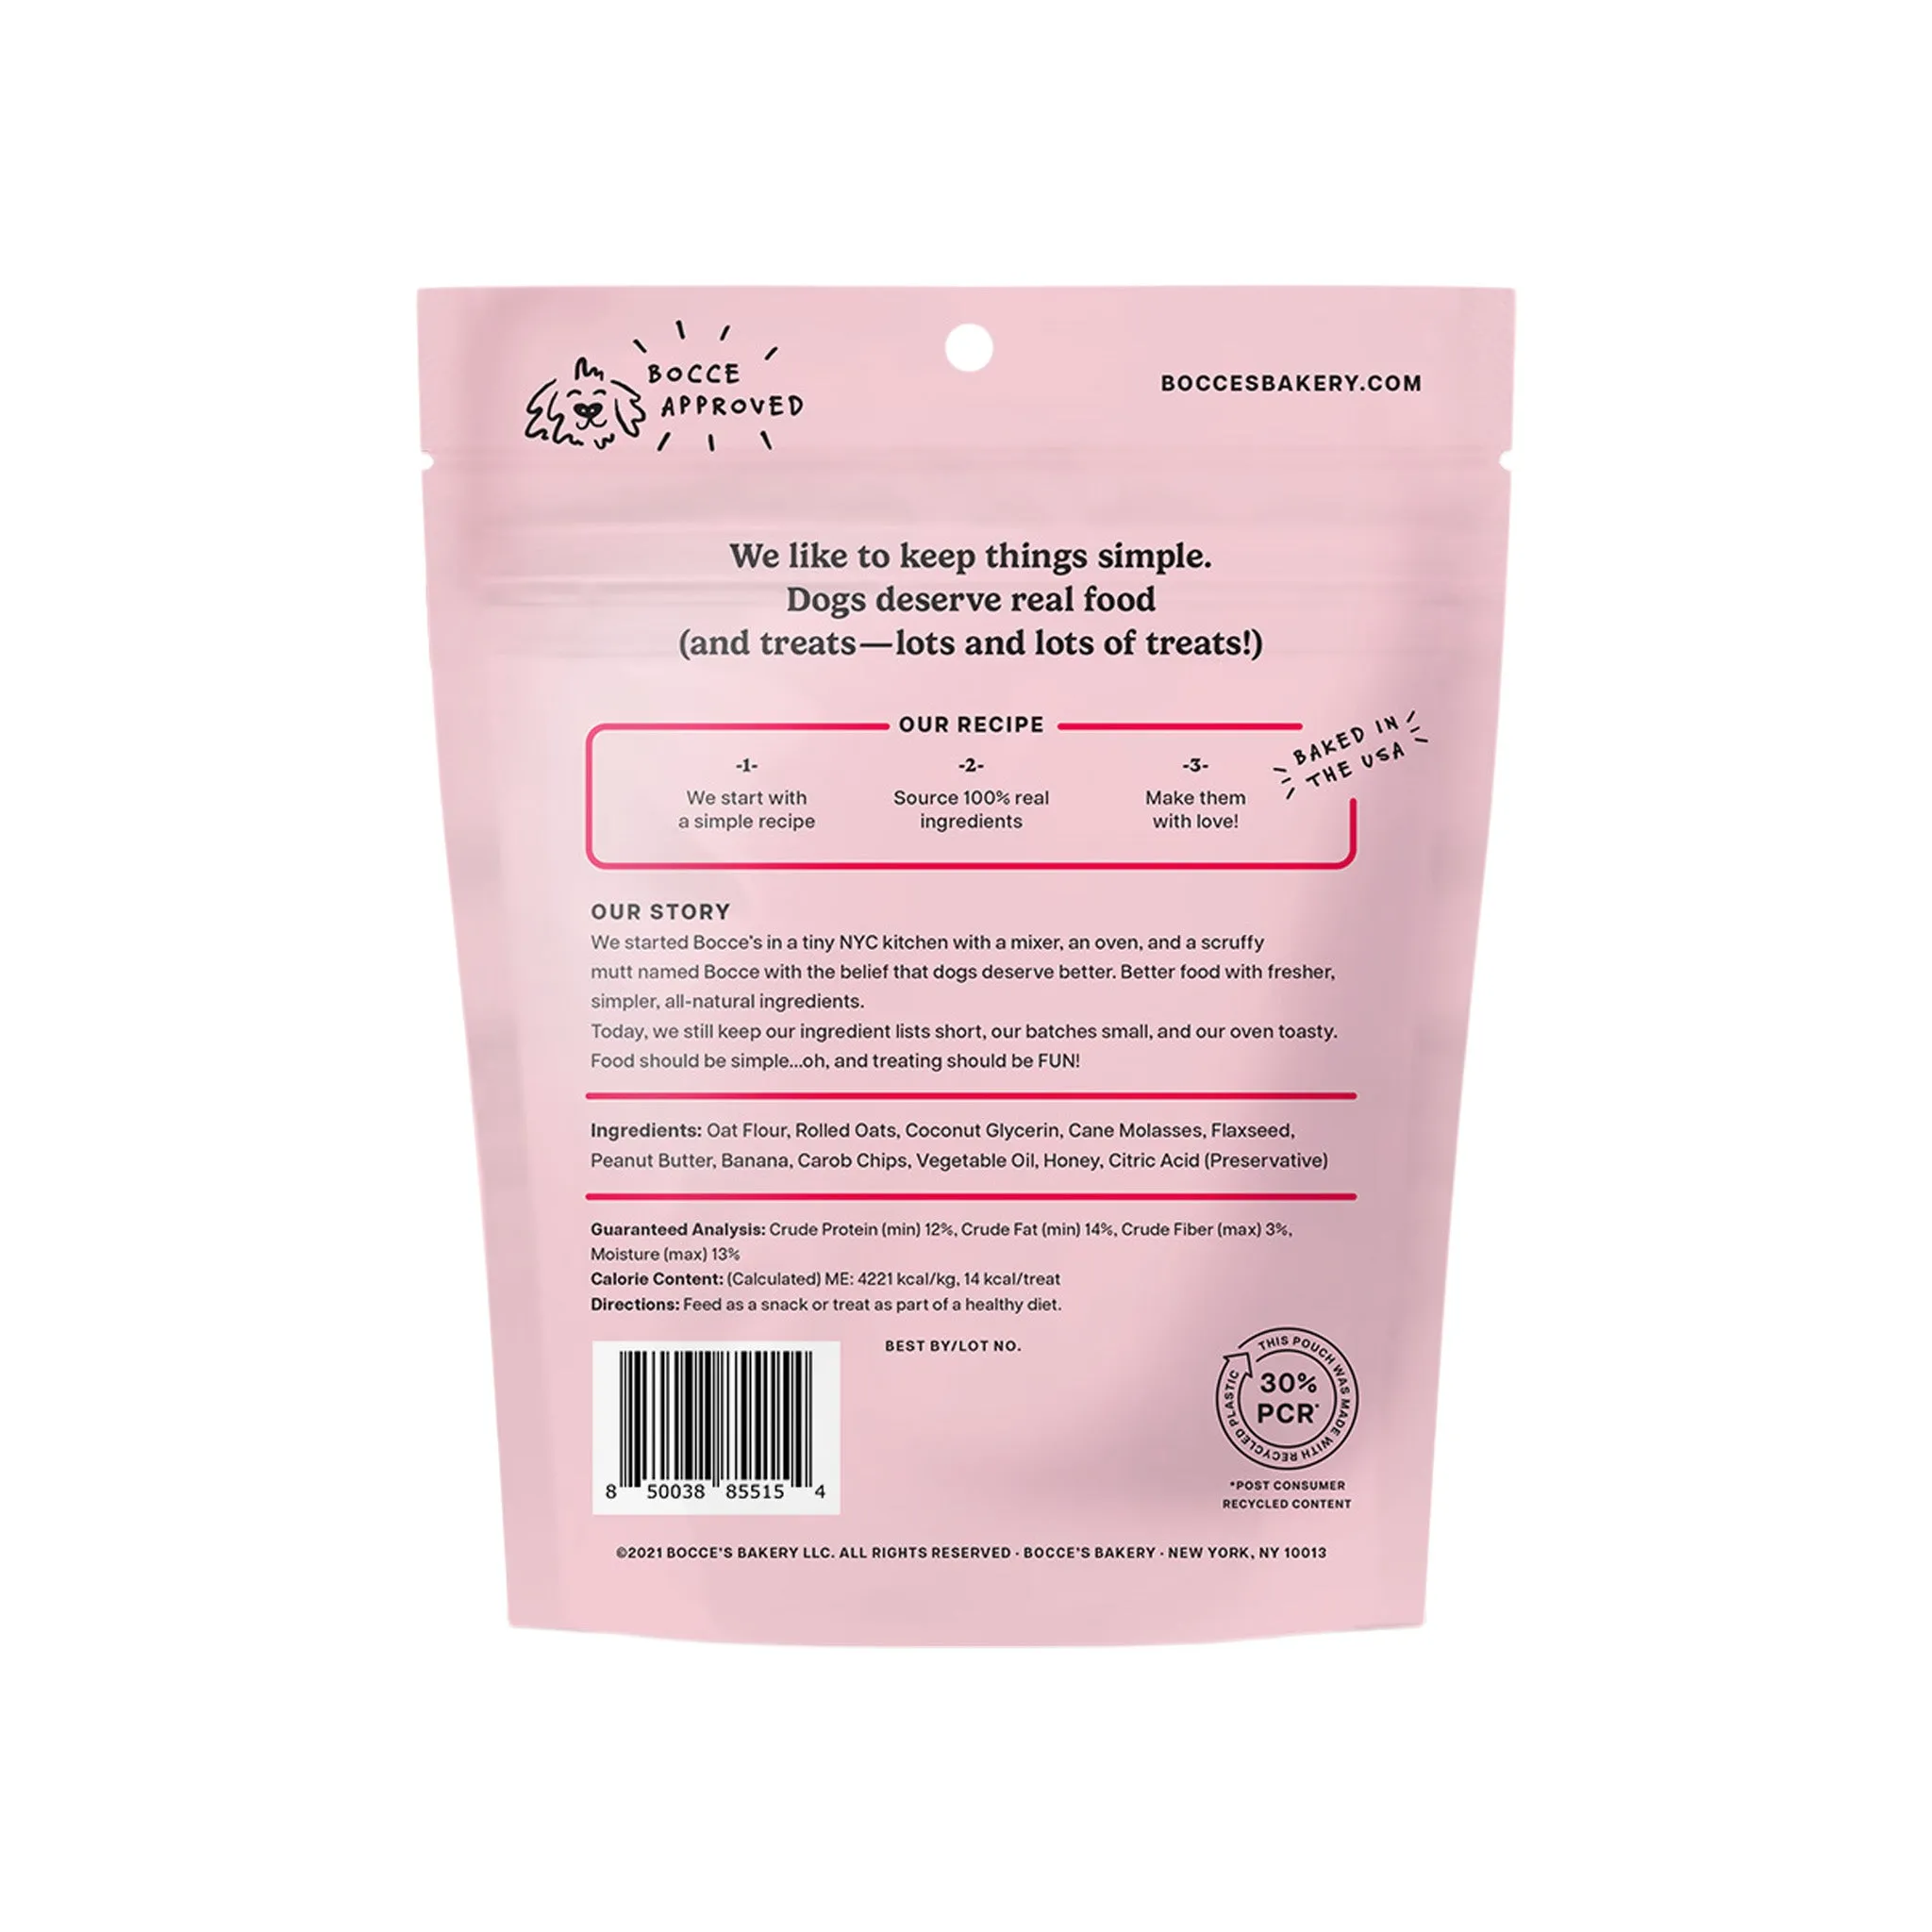 BOCCE
APPROVED
BOCCESBAKERY.COM
We like to keep things simple.
Dogs deserve real food
(and treats—lots and lots of treats!)
OUR RECIPE
BAKED IN
THE USA
-1-
We start with
a simple recipe
-2-
Source 100% real
ingredients
-3-
Make them
with love!
OUR STORY
We started Bocce's in a tiny NYC kitchen with a mixer, an oven, and a scruffy
mutt named Bocce with the belief that dogs deserve better. Better food with fresher,
simpler, all-natural ingredients.
Today, we still keep our ingredient lists short, our batches small, and our oven toasty.
Food should be simple...oh, and treating should be FUN!
Ingredients: Oat Flour, Rolled Oats, Coconut Glycerin, Cane Molasses, Flaxseed,
Peanut Butter, Banana, Carob Chips, Vegetable Oil, Honey, Citric Acid (Preservative)
Guaranteed Analysis: Crude Protein (min) 12%, Crude Fat (min) 14%, Crude Fiber (max) 3%,
Moisture (max) 13%
Calorie Content: (Calculated) ME: 4221 kcal/kg, 14 kcal/treat
Directions: Feed as a snack or treat as part of a healthy diet.
BEST BY/LOT NO.
8 50038 85515 4
THIS POUCH WAS MADE WITH RECYCLED PLASTIC
30%
PCR*
*POST CONSUMER
RECYCLED CONTENT
©2021 BOCCE'S BAKERY LLC. ALL RIGHTS RESERVED · BOCCE'S BAKERY · NEW YORK, NY 10013